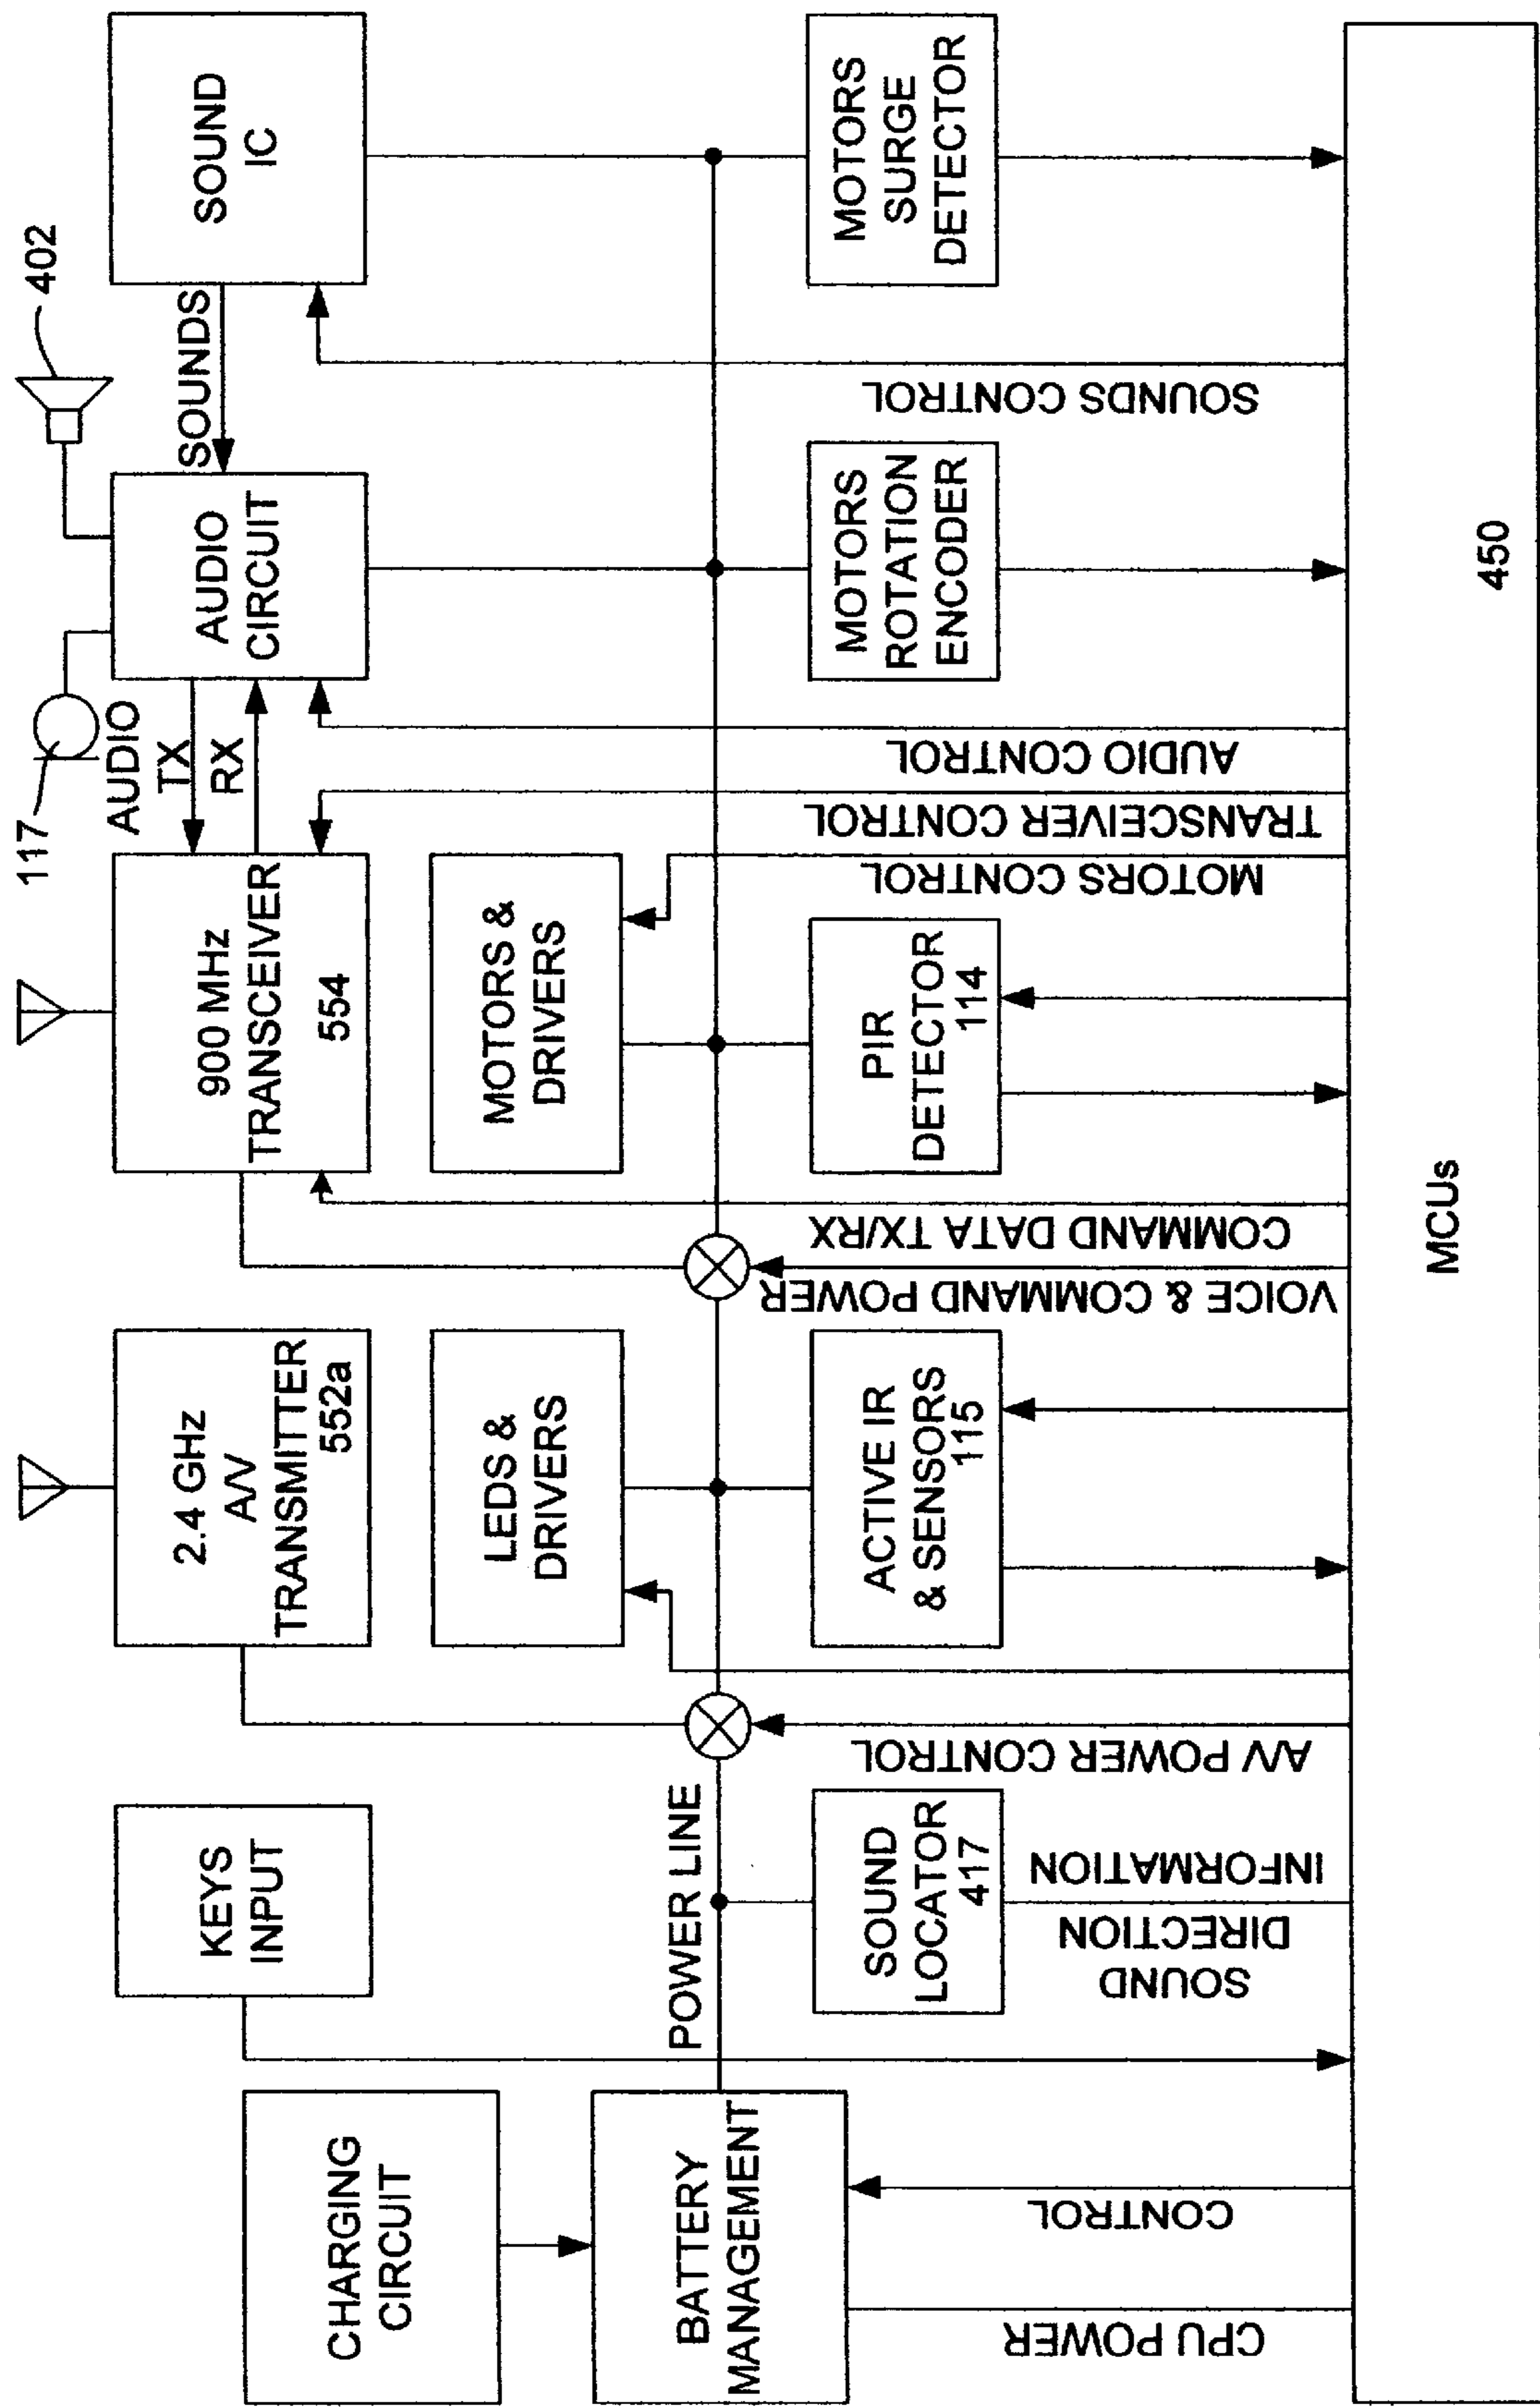 CHARGING
CIRCUIT
KEYS
INPUT
2.4 GHz
A/V
TRANSMITTER
552a
900 MHz
TRANSCEIVER
554
117
AUDIO
TX
RX
AUDIO
CIRCUIT
402
SOUNDS
SOUND
IC
BATTERY
MANAGEMENT
POWER LINE
LEDS &
DRIVERS
MOTORS &
DRIVERS
SOUND
LOCATOR
417
ACTIVE IR
& SENSORS
115
PIR
DETECTOR
114
MOTORS
ROTATION
ENCODER
MOTORS
SURGE
DETECTOR
CPU POWER
CONTROL
SOUND
DIRECTION
INFORMATION
A/V POWER CONTROL
VOICE & COMMAND POWER
COMMAND DATA TX/RX
MOTORS CONTROL
TRANSCEIVER CONTROL
AUDIO CONTROL
SOUNDS CONTROL
MCUs
450